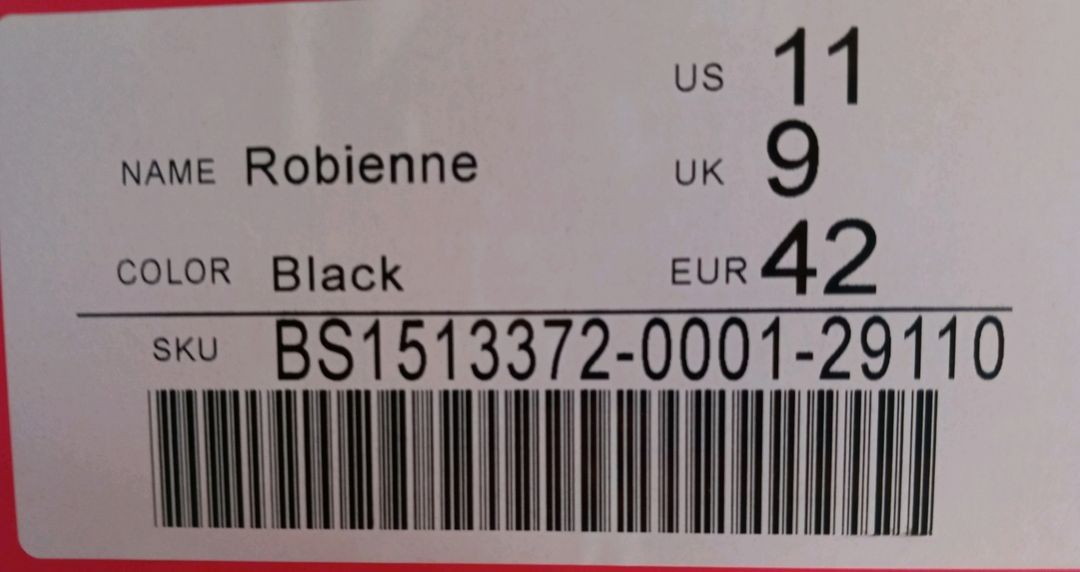 US 11
NAME Robienne UK 9
COLOR Black EUR 42
SKU BS1513372-0001-29110